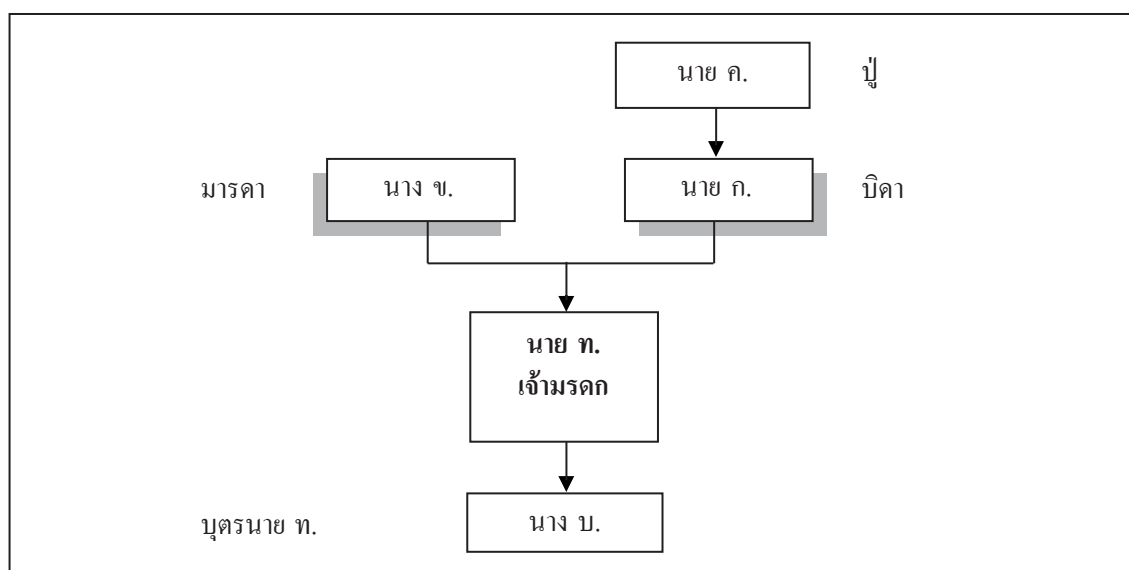 นาย ค. ปู่
มารดา นาง ข. นาย ก. บิดา
นาย ท.
เจ้ามรดก
บุตรนาย ท. นาง บ.